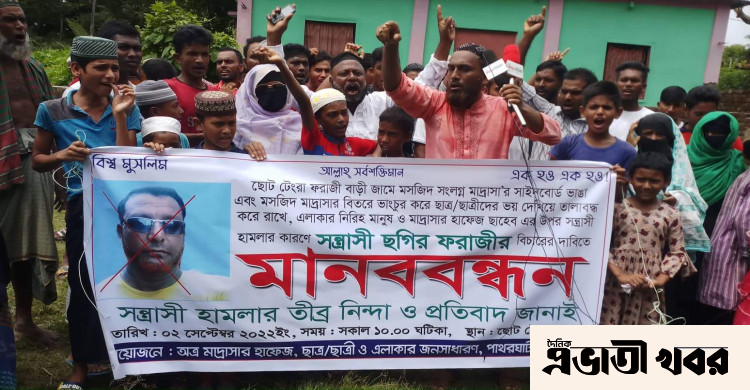 বিশ্ব মুসলিম আল্লাহ্ সর্বশক্তিমান এক হও এক হও
ছোট টেংরা ফরাজী বাড়ী জামে মসজিদ সংলগ্ন মাদ্রাসা'র সাইনবোর্ড ভাঙা
এবং মসজিদ মাদ্রাসার বিতরে ভাংচুর করে ছাত্র/ছাত্রীদের ভয় দেখিয়ে তালাবদ্ধ
করে রাখে, এলাকার নিরিহ মানুষ ও মাদ্রাসার হাফেজ ছাহেব এর উপর সন্ত্রাসী
হামলার কারণে সন্ত্রাসী ছগির ফরাজীর বিচারের দাবিতে
মানববন্ধন
সন্ত্রাসী হামলার তীব্র নিন্দা ও প্রতিবাদ জানাই
তারিখ : ০২ সেপ্টেম্বর ২০২২ইং, সময় : সকাল ১০.০০ ঘটিকা, স্থান : ছোট
য়োজনে : অত্র মাদ্রাসার হাফেজ, ছাত্র/ছাত্রী ও এলাকার জনসাধারণ, পাথরঘাট
দৈনিক
প্রভাতী খবর